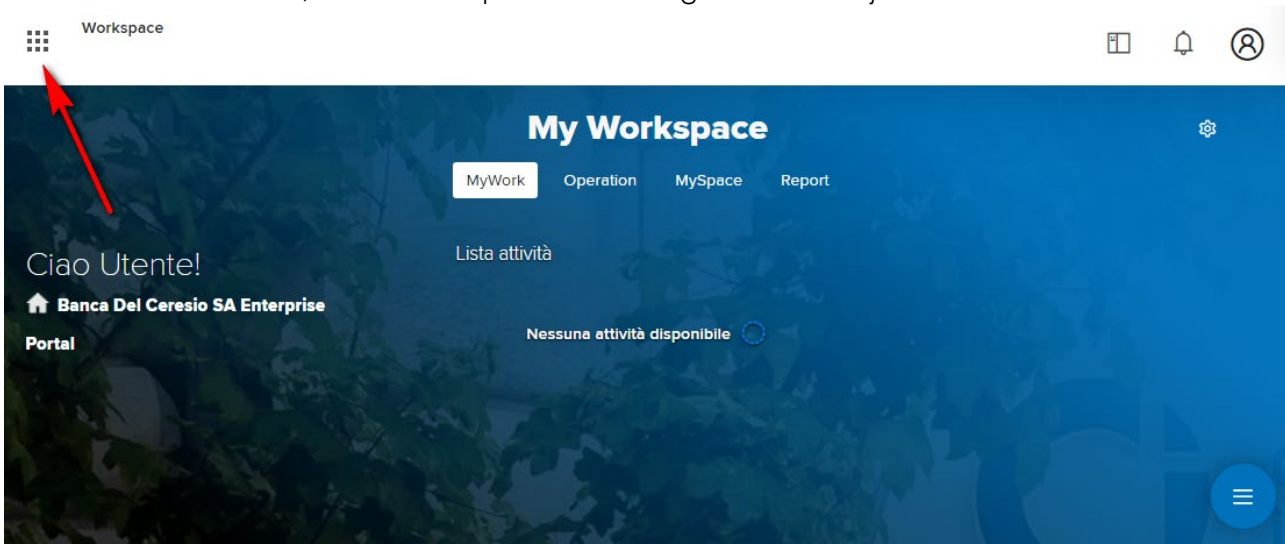 Workspace
My Workspace
MyWork Operation MySpace Report
Lista attività
Ciao Utente!
Banca Del Ceresio SA Enterprise
Portal
Nessuna attività disponibile